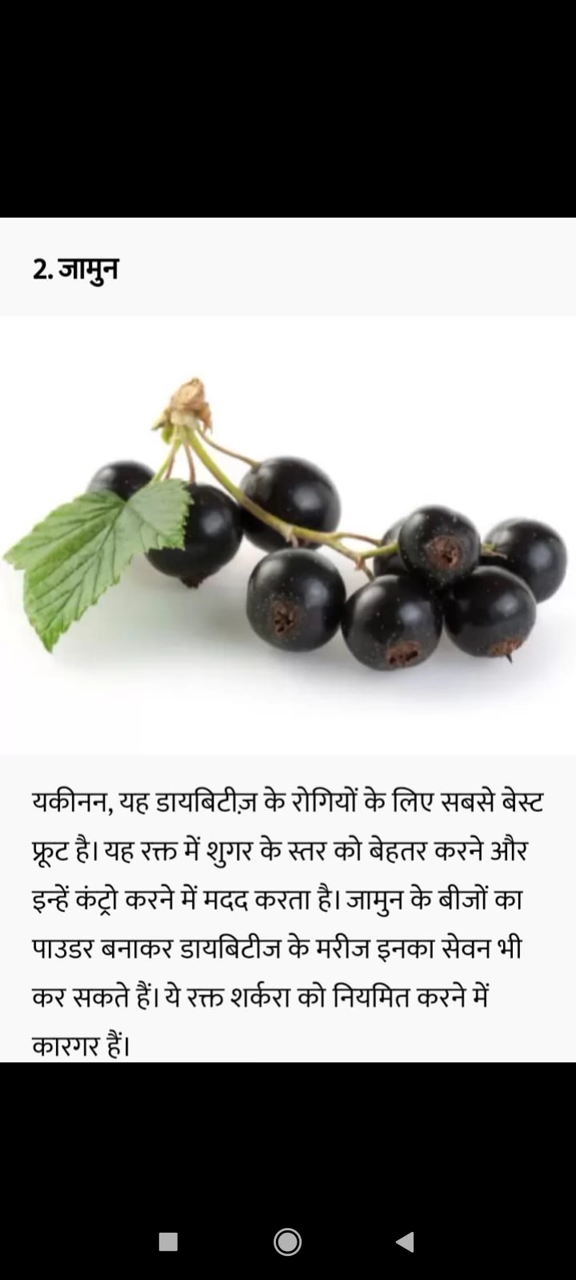 2. जामुन
यकीनन, यह डायबिटीज़ के रोगियों के लिए सबसे बेस्ट
फ्रूट है। यह रक्त में शुगर के स्तर को बेहतर करने और
इन्हें कंट्रो करने में मदद करता है। जामुन के बीजों का
पाउडर बनाकर डायबिटीज के मरीज इनका सेवन भी
कर सकते हैं। ये रक्त शर्करा को नियमित करने में
कारगर हैं।